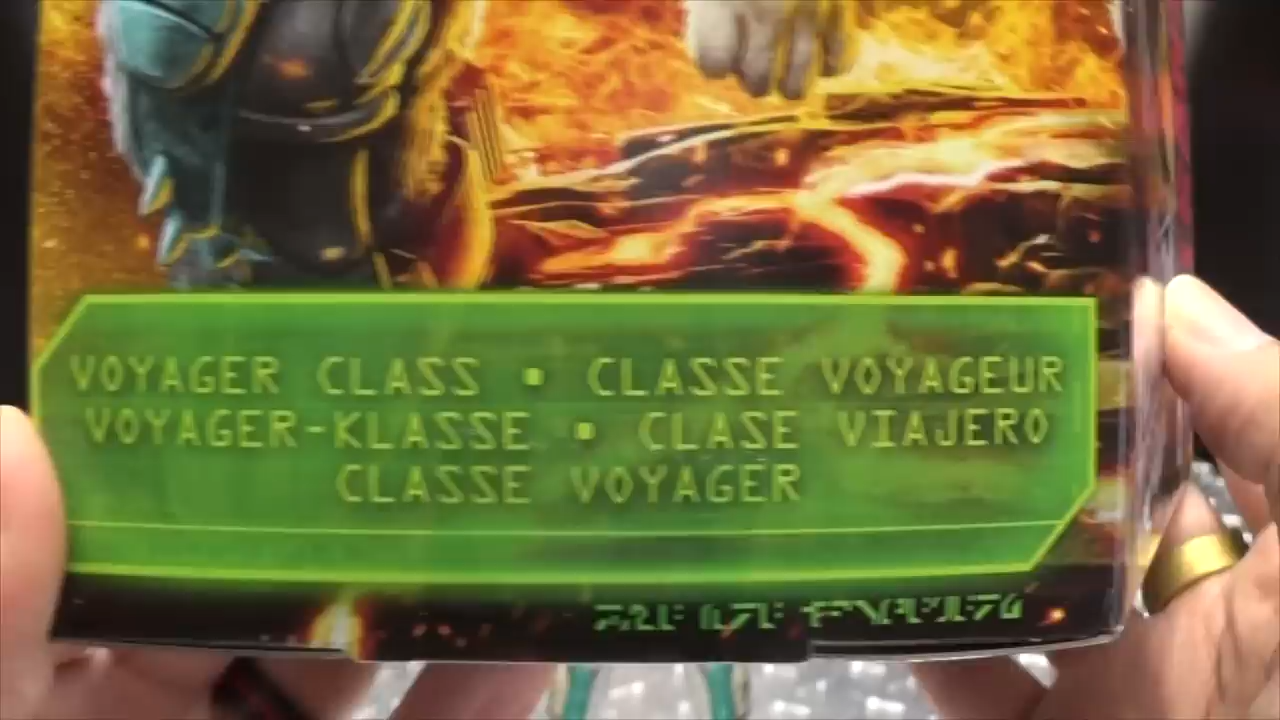 VOYAGER CLASS • CLASSE VOYAGEUR
VOYAGER-KLASSE • CLASE VIAJERO
CLASSE VOYAGER